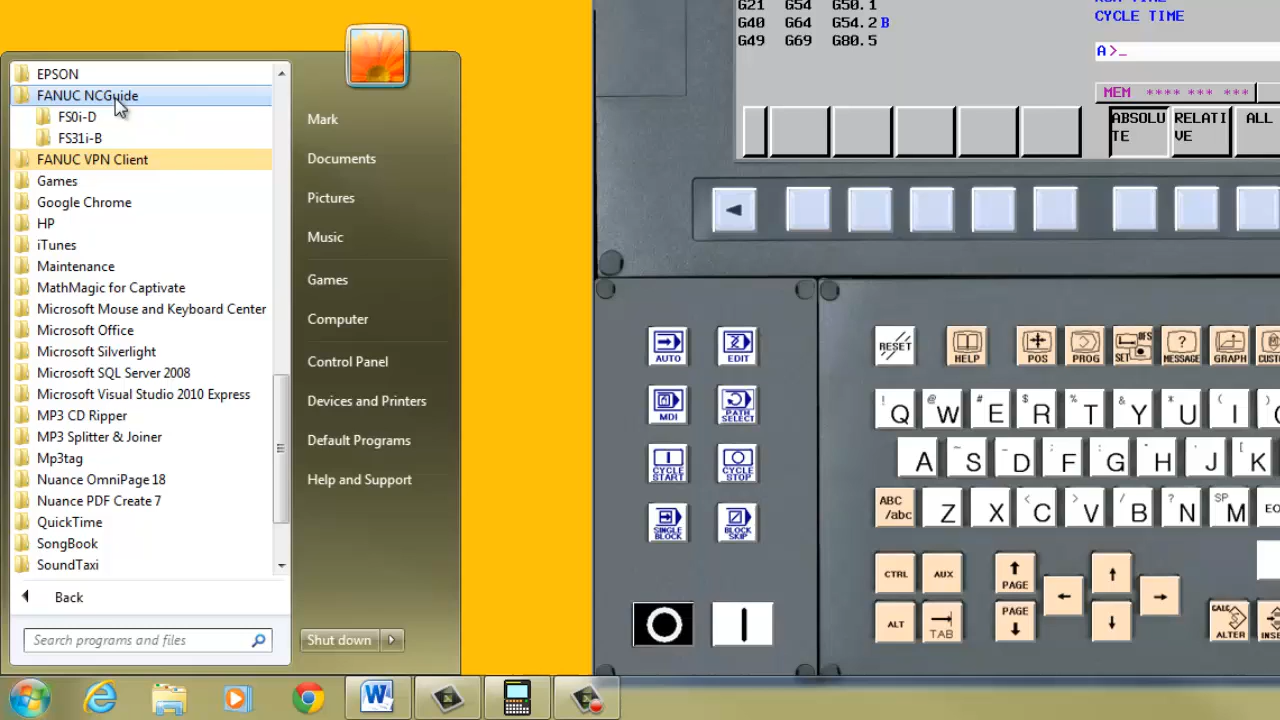 EPSON
FANUC NCGuide
FS0i-D
FS31i-B
FANUC VPN Client
Games
Google Chrome
HP
iTunes
Maintenance
MathMagic for Captivate
Microsoft Mouse and Keyboard Center
Microsoft Office
Microsoft Silverlight
Microsoft SQL Server 2008
Microsoft Visual Studio 2010 Express
MP3 CD Ripper
MP3 Splitter & Joiner
Mp3tag
Nuance OmniPage 18
Nuance PDF Create 7
QuickTime
SongBook
SoundTaxi
Back
Search programs and files
Mark
Documents
Pictures
Music
Games
Computer
Control Panel
Devices and Printers
Default Programs
Help and Support
Shut down
G21 G54 G50.1
G40 G64 G54.2 B
G49 G69 G80.5
CYCLE TIME
A>_
MEM **** *** ***
ABSOLU
TE
RELATI
VE
ALL
AUTO
EDIT
MDI
PATH
SELECT
CYCLE
START
CYCLE
STOP
SINGLE
BLOCK
BLOCK
SKIP
RESET
HELP
POS
PROG
OFS
SET
MESSAGE
GRAPH
! Q @ W # E $ R % T & Y * U ( I )
A ~ S - D ; F : G " H ' J [ K
ABC
/abc
Z X < C > V / B ? N SP M EO
CTRL
AUX
PAGE
ALT
TAB
PAGE
CALC
ALTER